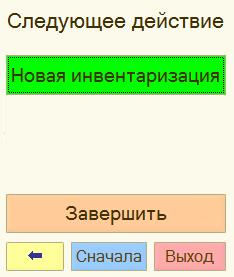 Следующее действие
Новая инвентаризация
Завершить
Сначала Выход